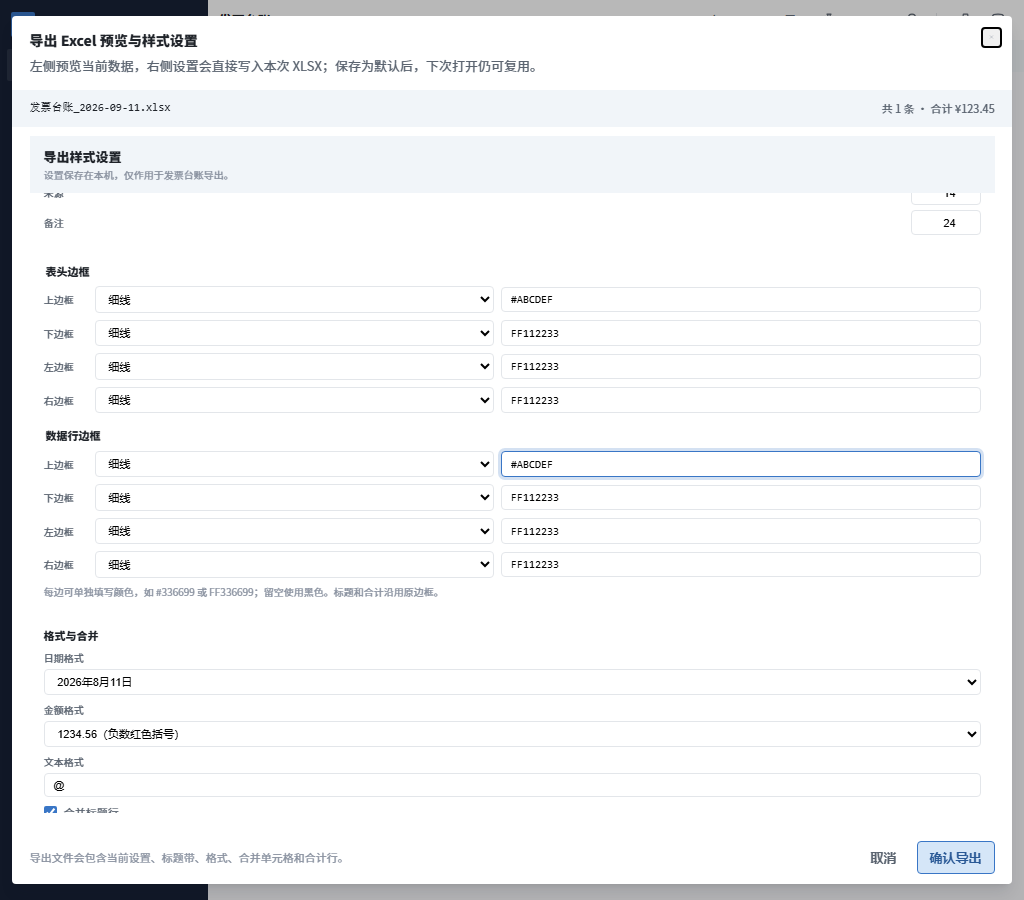 导出 Excel 预览与样式设置
左侧预览当前数据，右侧设置会直接写入本次 XLSX；保存为默认后，下次打开仍可复用。
发票台账_2026-09-11.xlsx
共 1 条 · 合计 ¥123.45
导出样式设置
设置保存在本机，仅作用于发票台账导出。
来源 14
备注 24
表头边框
上边框 细线 #ABCDEF
下边框 细线 FF112233
左边框 细线 FF112233
右边框 细线 FF112233
数据行边框
上边框 细线 #ABCDEF
下边框 细线 FF112233
左边框 细线 FF112233
右边框 细线 FF112233
每边可单独填写颜色，如 #336699 或 FF336699；留空使用黑色。标题和合计沿用原边框。
格式与合并
日期格式
2026年8月11日
金额格式
1234.56（负数红色括号）
文本格式
@
合并标题行
导出文件会包含当前设置、标题带、格式、合并单元格和合计行。
取消
确认导出